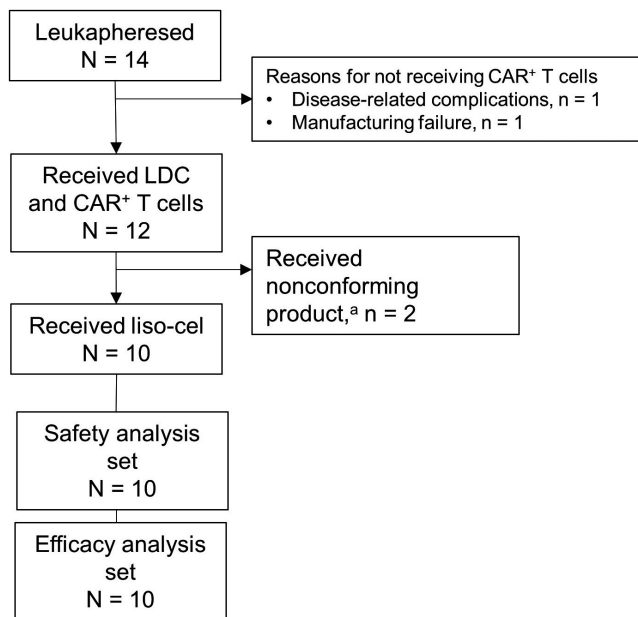 Leukapheresed
N = 14
Reasons for not receiving CAR⁺ T cells
• Disease-related complications, n = 1
• Manufacturing failure, n = 1
Received LDC
and CAR⁺ T cells
N = 12
Received
nonconforming
product,ᵃ n = 2
Received liso-cel
N = 10
Safety analysis
set
N = 10
Efficacy analysis
set
N = 10